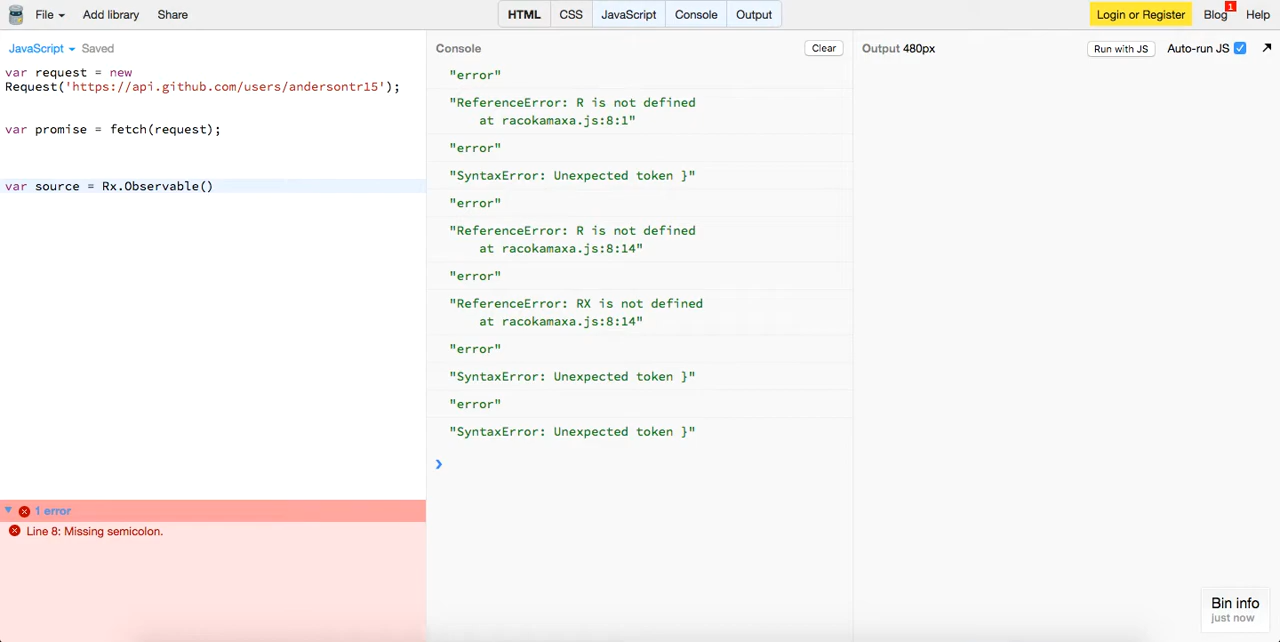 File Add library Share HTML CSS JavaScript Console Output Login or Register Blog 1 Help
JavaScript Saved
var request = new
Request('https://api.github.com/users/andersontr15');
var promise = fetch(request);
var source = Rx.Observable()
1 error
Line 8: Missing semicolon.
Console Clear
"error"
"ReferenceError: R is not defined
at racokamaxa.js:8:1"
"error"
"SyntaxError: Unexpected token }"
"error"
"ReferenceError: R is not defined
at racokamaxa.js:8:14"
"error"
"ReferenceError: RX is not defined
at racokamaxa.js:8:14"
"error"
"SyntaxError: Unexpected token }"
"error"
"SyntaxError: Unexpected token }"
Output 480px Run with JS Auto-run JS
Bin info
just now